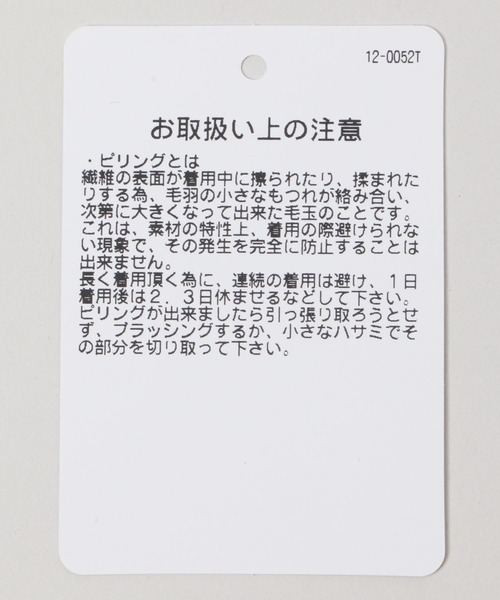 12-0052T
お取扱い上の注意
・ピリングとは
繊維の表面が着用中に擦られたり、揉まれた
りする為、毛羽の小さなもつれが絡み合い、
次第に大きくなって出来た毛玉のことです。
これは、素材の特性上、着用の際避けられな
い現象で、その発生を完全に防止することは
出来ません。
長く着用頂く為に、連続の着用は避け、１日
着用後は２．３日休ませるなどして下さい。
ピリングが出来ましたら引っ張り取ろうとせ
ず、ブラッシングするか、小さなハサミでそ
の部分を切り取って下さい。